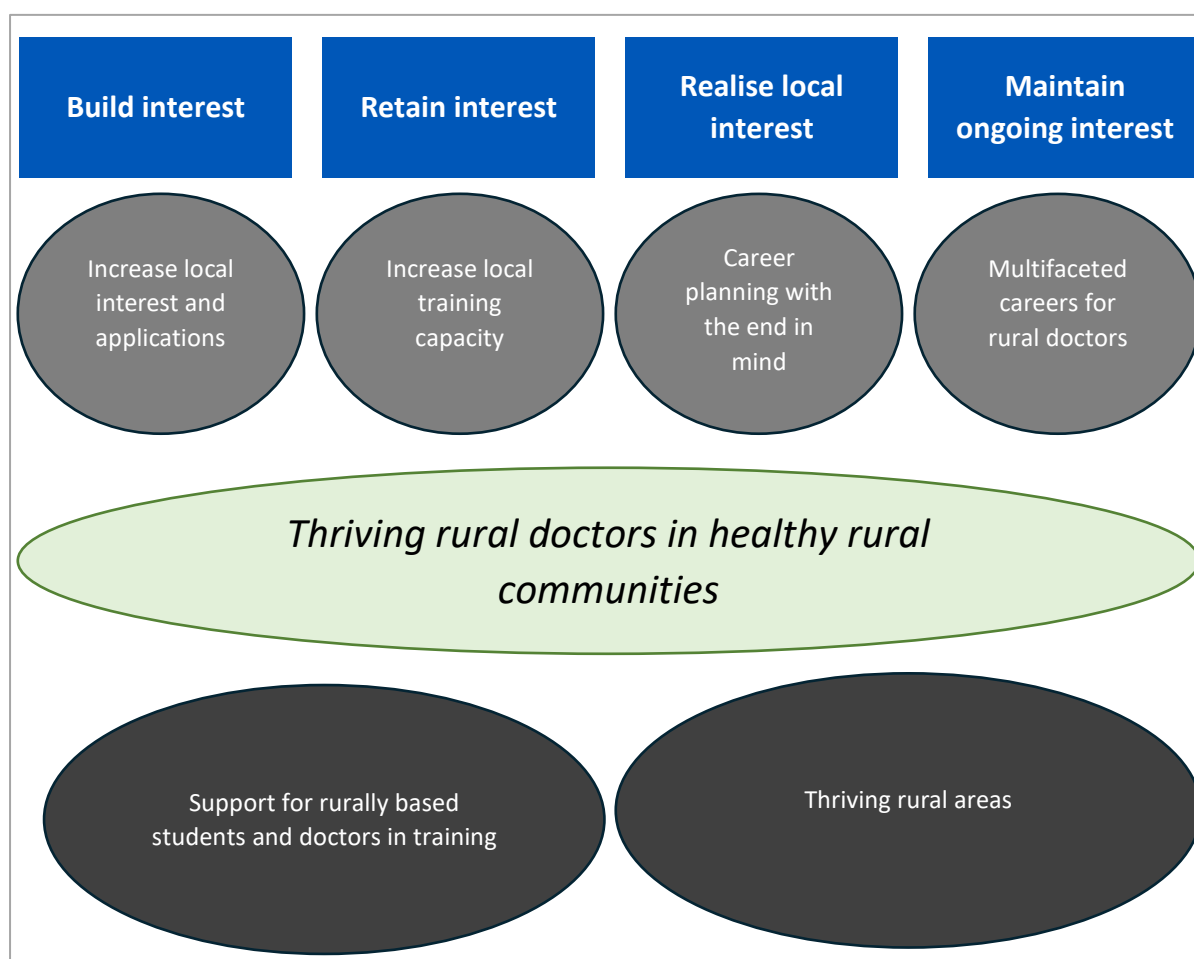 Build interest
Retain interest
Realise local
interest
Maintain
ongoing interest
Increase local
interest and
applications
Increase local
training
capacity
Career
planning with
the end in
mind
Multifaceted
careers for
rural doctors
Thriving rural doctors in healthy rural
communities
Support for rurally based
students and doctors in training
Thriving rural areas